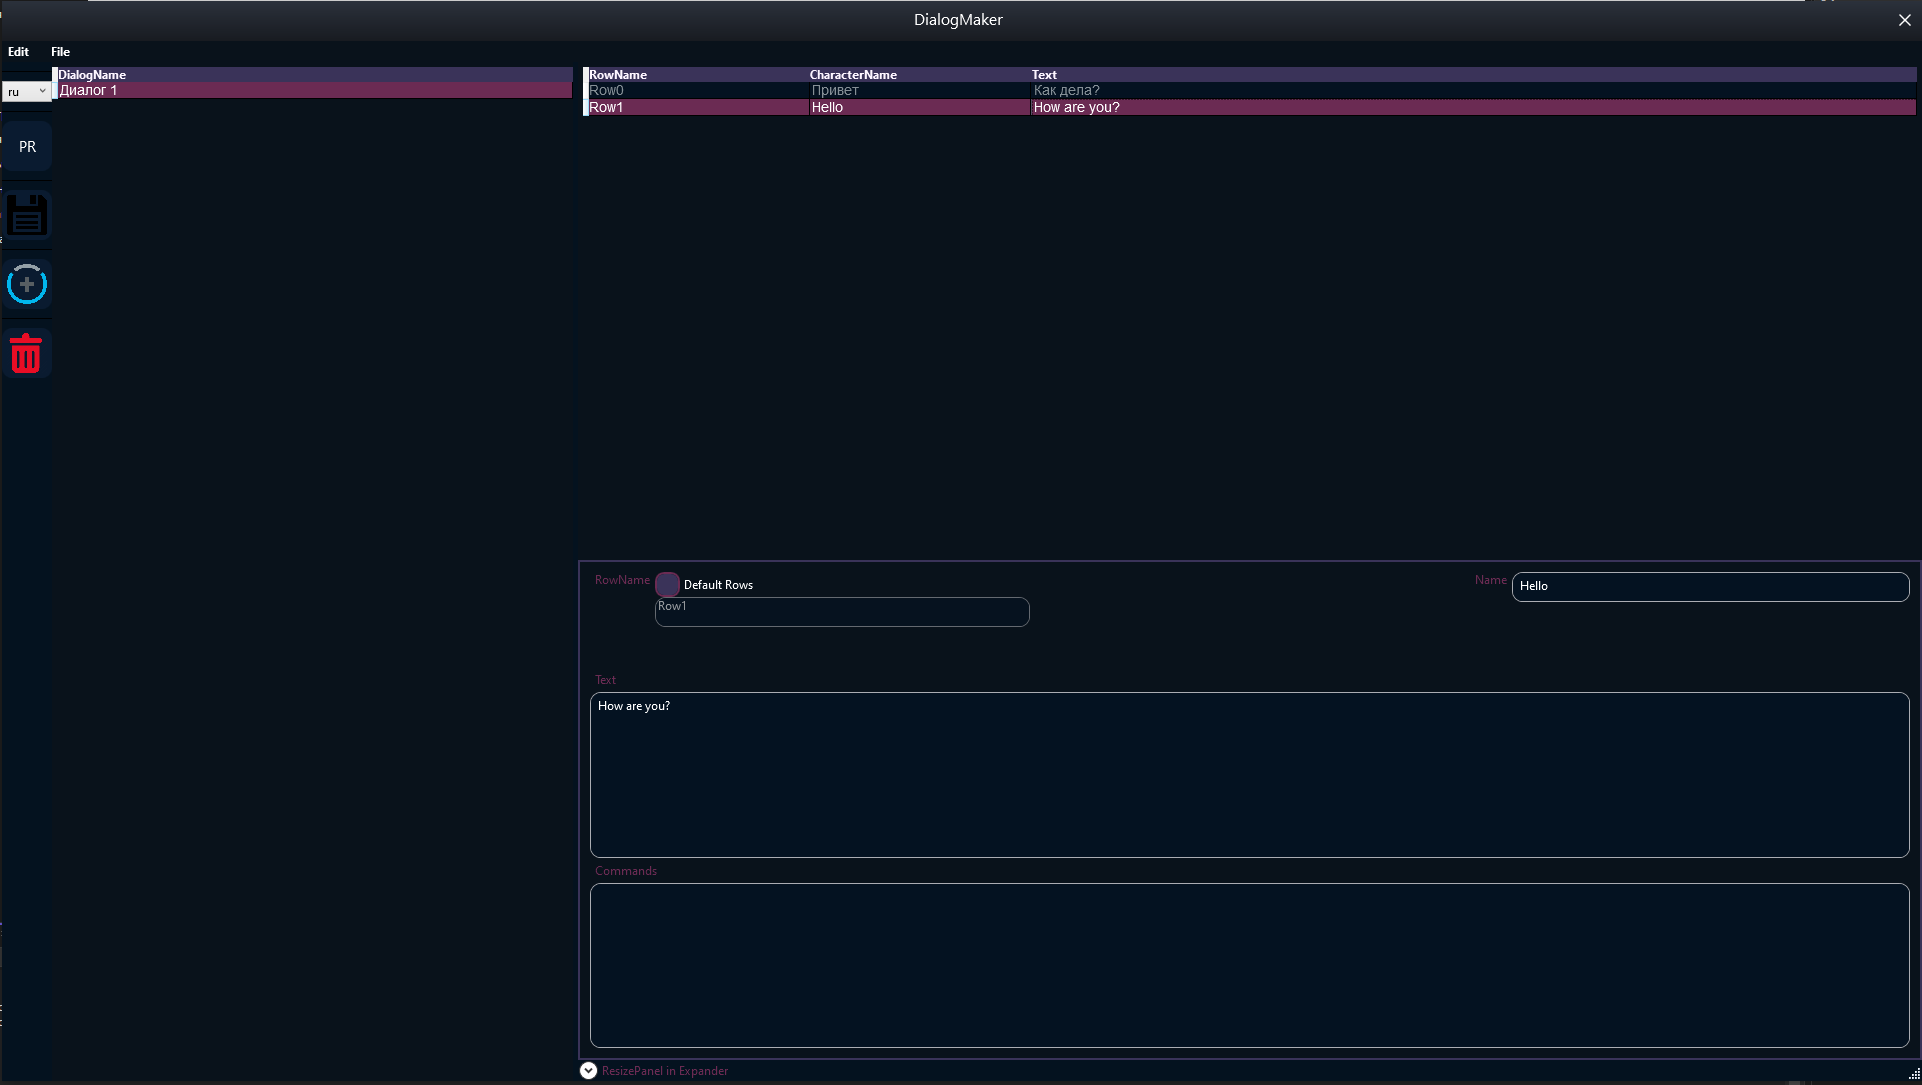 DialogMaker
Edit File
DialogName
RowName CharacterName Text
ru
Диалог 1
Row0 Привет Как дела?
Row1 Hello How are you?
PR
RowName Default Rows
Name Hello
Row1
Text
How are you?
Commands
ResizePanel in Expander